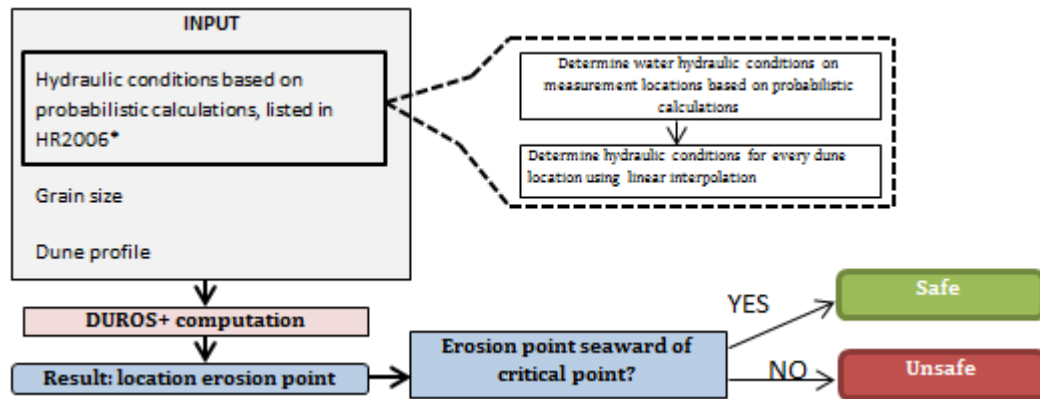 INPUT
Hydraulic conditions based on
probabilistic calculations, listed in
HR2006*
Grain size
Dune profile
Determine water hydraulic conditions on
measurement locations based on probabilistic
calculations
Determine hydraulic conditions for every dune
location using linear interpolation
DUROS+ computation
Result: location erosion point
Erosion point seaward of
critical point?
YES
NO
Safe
Unsafe